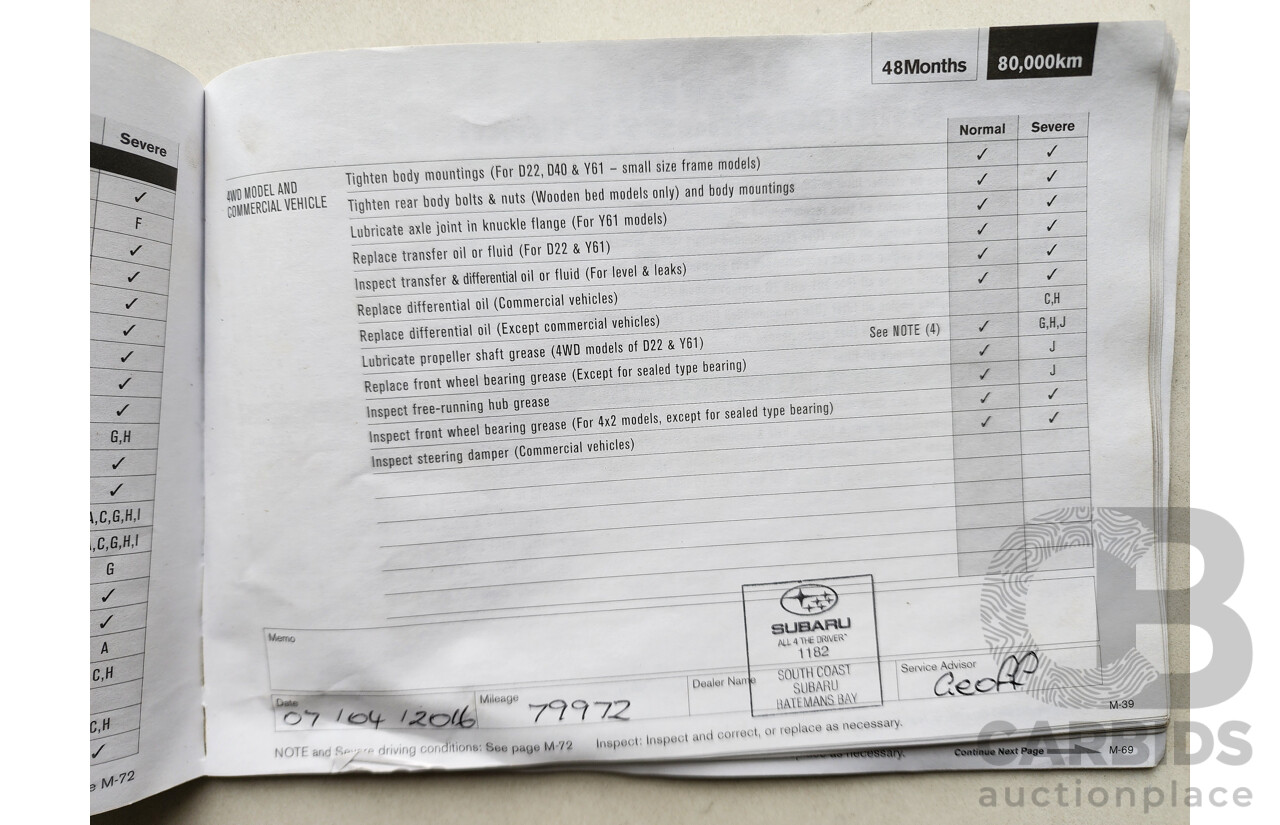 48Months 80,000km
Normal Severe
4WD MODEL AND
COMMERCIAL VEHICLE
Tighten body mountings (For D22, D40 & Y61 – small size frame models) ✓ ✓
Tighten rear body bolts & nuts (Wooden bed models only) and body mountings ✓ ✓
Lubricate axle joint in knuckle flange (For Y61 models) ✓ ✓
Replace transfer oil or fluid (For D22 & Y61) ✓ ✓
Inspect transfer & differential oil or fluid (For level & leaks) ✓ ✓
Replace differential oil (Commercial vehicles) ✓ ✓
Replace differential oil (Except commercial vehicles) C,H
Lubricate propeller shaft grease (4WD models of D22 & Y61) See NOTE (4) ✓ G,H,J
Replace front wheel bearing grease (Except for sealed type bearing) ✓ J
Inspect free-running hub grease ✓ J
Inspect front wheel bearing grease (For 4x2 models, except for sealed type bearing) ✓ ✓
Inspect steering damper (Commercial vehicles) ✓ ✓
Memo
Date 07/04/2016
Mileage 79972
Dealer Name
SUBARU
ALL 4 THE DRIVER
1182
SOUTH COAST
SUBARU
BATEMANS BAY
Service Advisor
Geoff
M-39
NOTE and Severe driving conditions: See page M-72 Inspect: Inspect and correct, or replace as necessary.
as necessary. Continue Next Page M-69
Severe
✓
F
✓
✓
✓
✓
✓
✓
✓
G,H
✓
✓
A,C,G,H,I
,C,G,H,I
G
✓
✓
A
C,H
C,H
✓
M-72
CB
CARBIDS
auctionplace